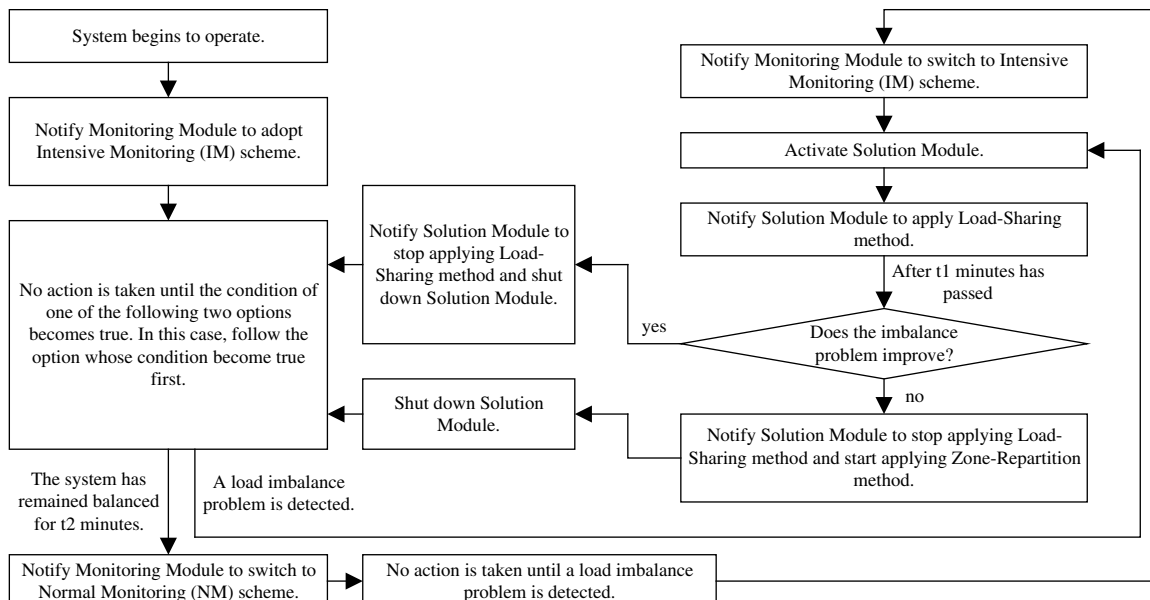 System begins to operate.
Notify Monitoring Module to adopt
Intensive Monitoring (IM) scheme.
No action is taken until the condition of
one of the following two options
becomes true. In this case, follow the
option whose condition become true
first.
The system has
remained balanced
for t2 minutes.
A load imbalance
problem is detected.
Notify Monitoring Module to switch to
Normal Monitoring (NM) scheme.
No action is taken until a load imbalance
problem is detected.
Notify Monitoring Module to switch to Intensive
Monitoring (IM) scheme.
Activate Solution Module.
Notify Solution Module to apply Load-Sharing
method.
After t1 minutes has
passed
Does the imbalance
problem improve?
yes
Notify Solution Module to
stop applying Load-
Sharing method and shut
down Solution Module.
no
Notify Solution Module to stop applying Load-
Sharing method and start applying Zone-Repartition
method.
Shut down Solution
Module.